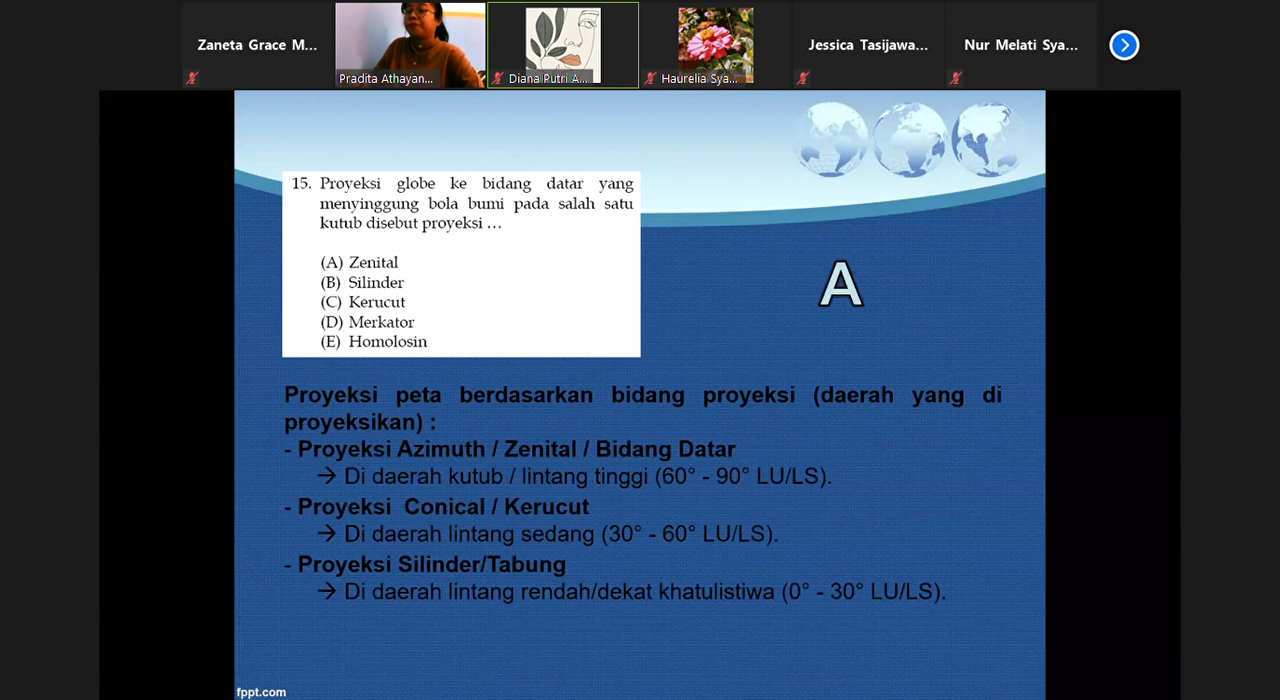 Zaneta Grace M...
Pradita Athayan...
Diana Putri A...
Haurelia Sya...
Jessica Tasijawa...
Nur Melati Sya...
15. Proyeksi globe ke bidang datar yang
menyinggung bola bumi pada salah satu
kutub disebut proyeksi ...
(A) Zenital
(B) Silinder
(C) Kerucut
(D) Merkator
(E) Homolosin
A
Proyeksi peta berdasarkan bidang proyeksi (daerah yang di
proyeksikan) :
- Proyeksi Azimuth / Zenital / Bidang Datar
→ Di daerah kutub / lintang tinggi (60° - 90° LU/LS).
- Proyeksi Conical / Kerucut
→ Di daerah lintang sedang (30° - 60° LU/LS).
- Proyeksi Silinder/Tabung
→ Di daerah lintang rendah/dekat khatulistiwa (0° - 30° LU/LS).
fppt.com